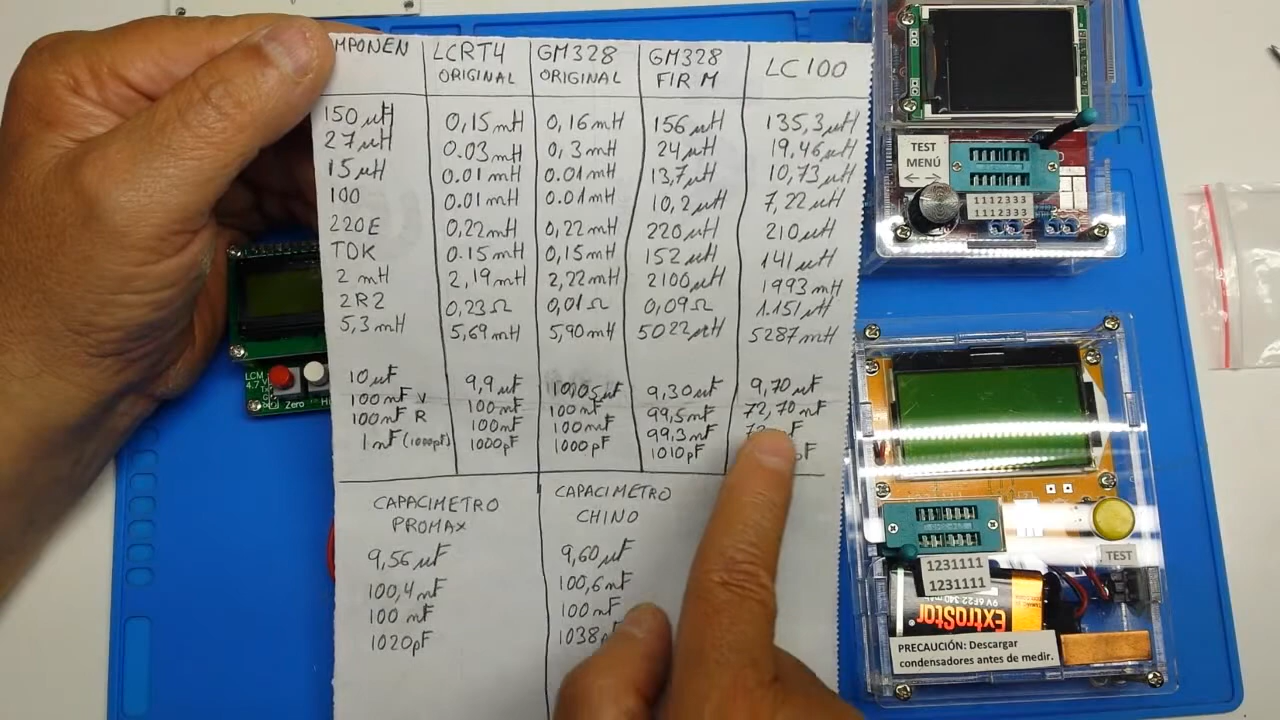 MPONEN LCRT4 ORIGINAL GM328 ORIGINAL GM328 FIRM LC100
150 uH 0,15 mH 0,16 mH 156 uH 135,3 uH
27 uH 0.03 mH 0,3 mH 24 uH 19,46 uH
15 uH 0.01 mH 0.01 mH 13,7 uH 10,73 uH
100 0.01 mH 0.01 mH 10,2 uH 7,22 uH
220E 0,22 mH 0,22 mH 220 uH 210 uH
TDK 0.15 mH 0,15 mH 152 uH 141 uH
2 mH 2,19 mH 2,22 mH 2100 uH 1993 mH
2R2 0,23 Ω 0,01 Ω 0,09 Ω 1.151 uH
5,3 mH 5,69 mH 5,90 mH 5022 uH 5287 mH
10 uF 9,9 uF 10,05 uF 9,30 uF 9,70 uF
100 nF V 100 nF 100 nF 99,5 nF 72,70 nF
100 nF R 100 nF 100 nF 99,3 nF
1 nF (1000pF) 1000pF 1000pF 1010pF
CAPACIMETRO PROMAX
9,56 uF
100,4 nF
100 nF
1020pF
CAPACIMETRO CHINO
9,60 uF
100,6 nF
100 nF
1038
LCM
4.7 V
Zero
TEST
MENÚ
← →
1112333
1112333
TEST
1231111
1231111
9V 6F22 340 mAh
ExtraStar
PRECAUCIÓN: Descargar
condensadores antes de medir.